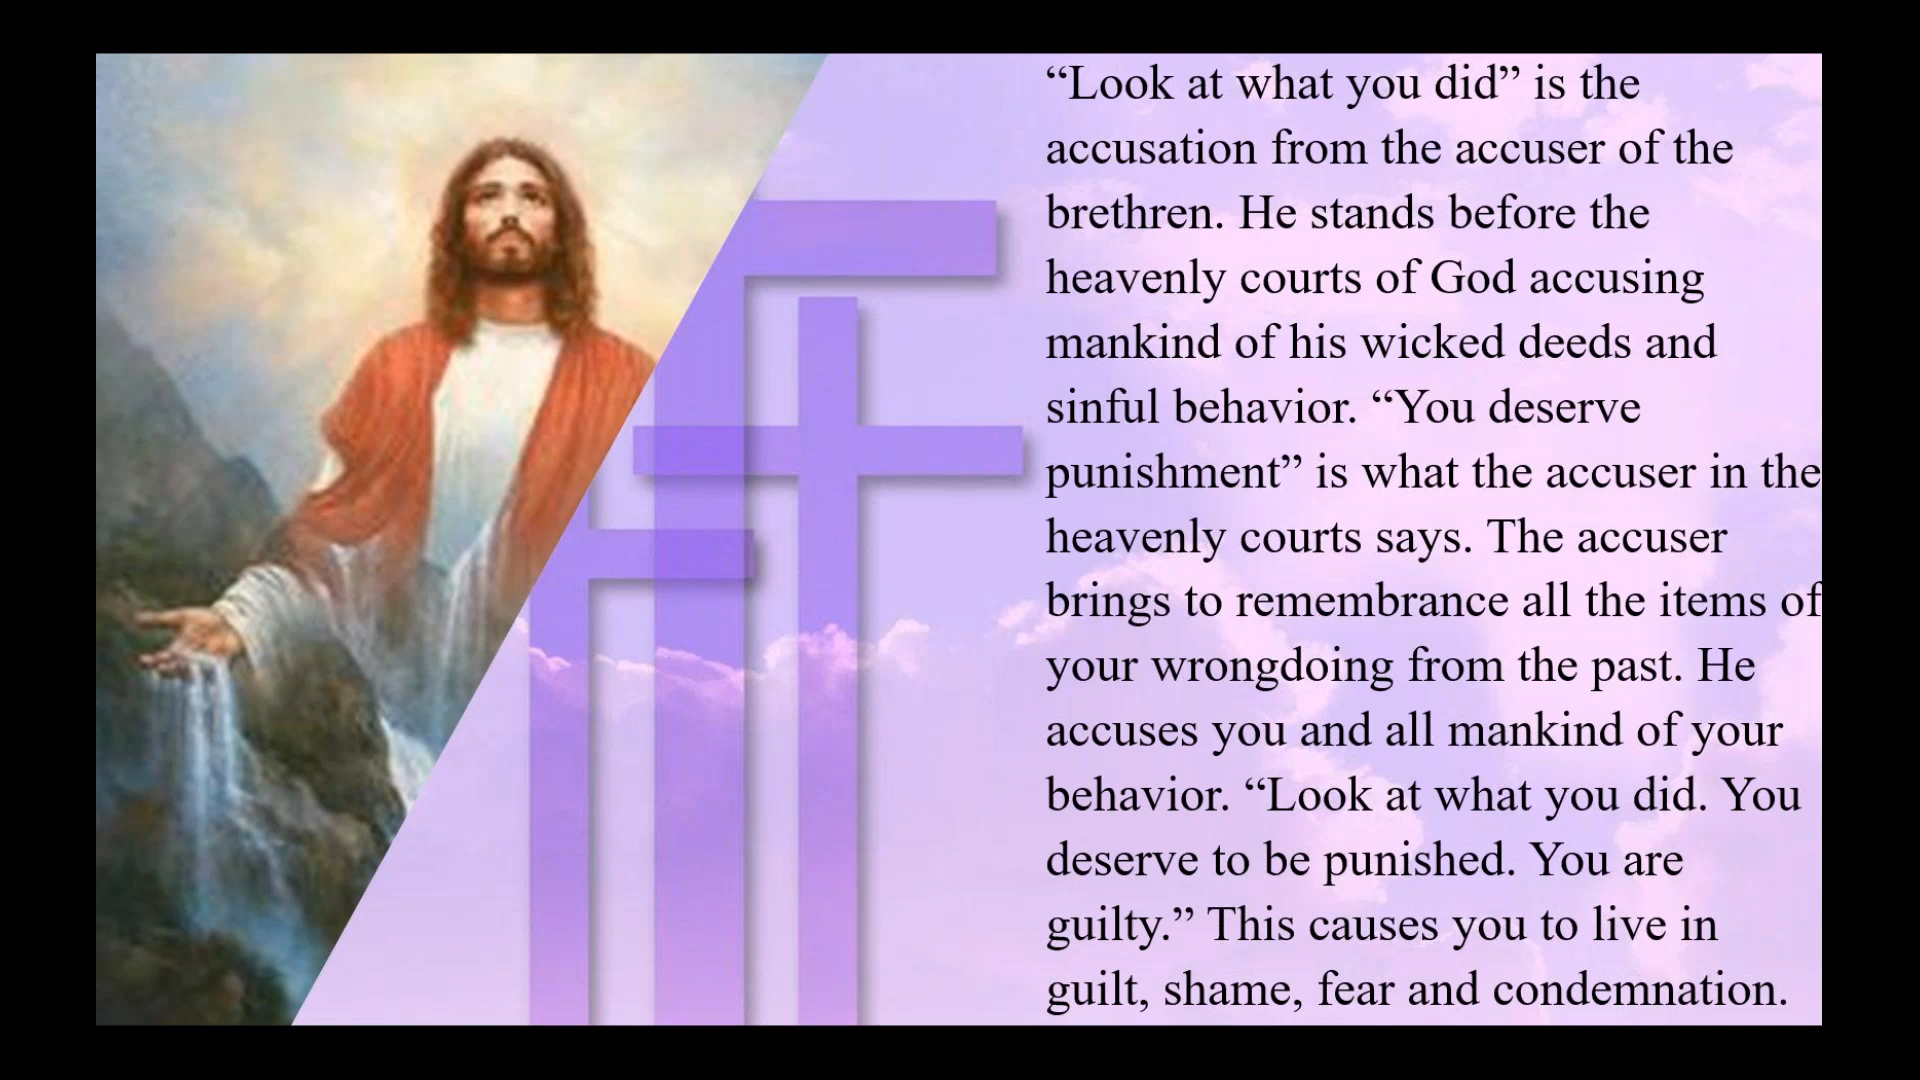 “Look at what you did” is the
accusation from the accuser of the
brethren. He stands before the
heavenly courts of God accusing
mankind of his wicked deeds and
sinful behavior. “You deserve
punishment” is what the accuser in the
heavenly courts says. The accuser
brings to remembrance all the items of
your wrongdoing from the past. He
accuses you and all mankind of your
behavior. “Look at what you did. You
deserve to be punished. You are
guilty.” This causes you to live in
guilt, shame, fear and condemnation.